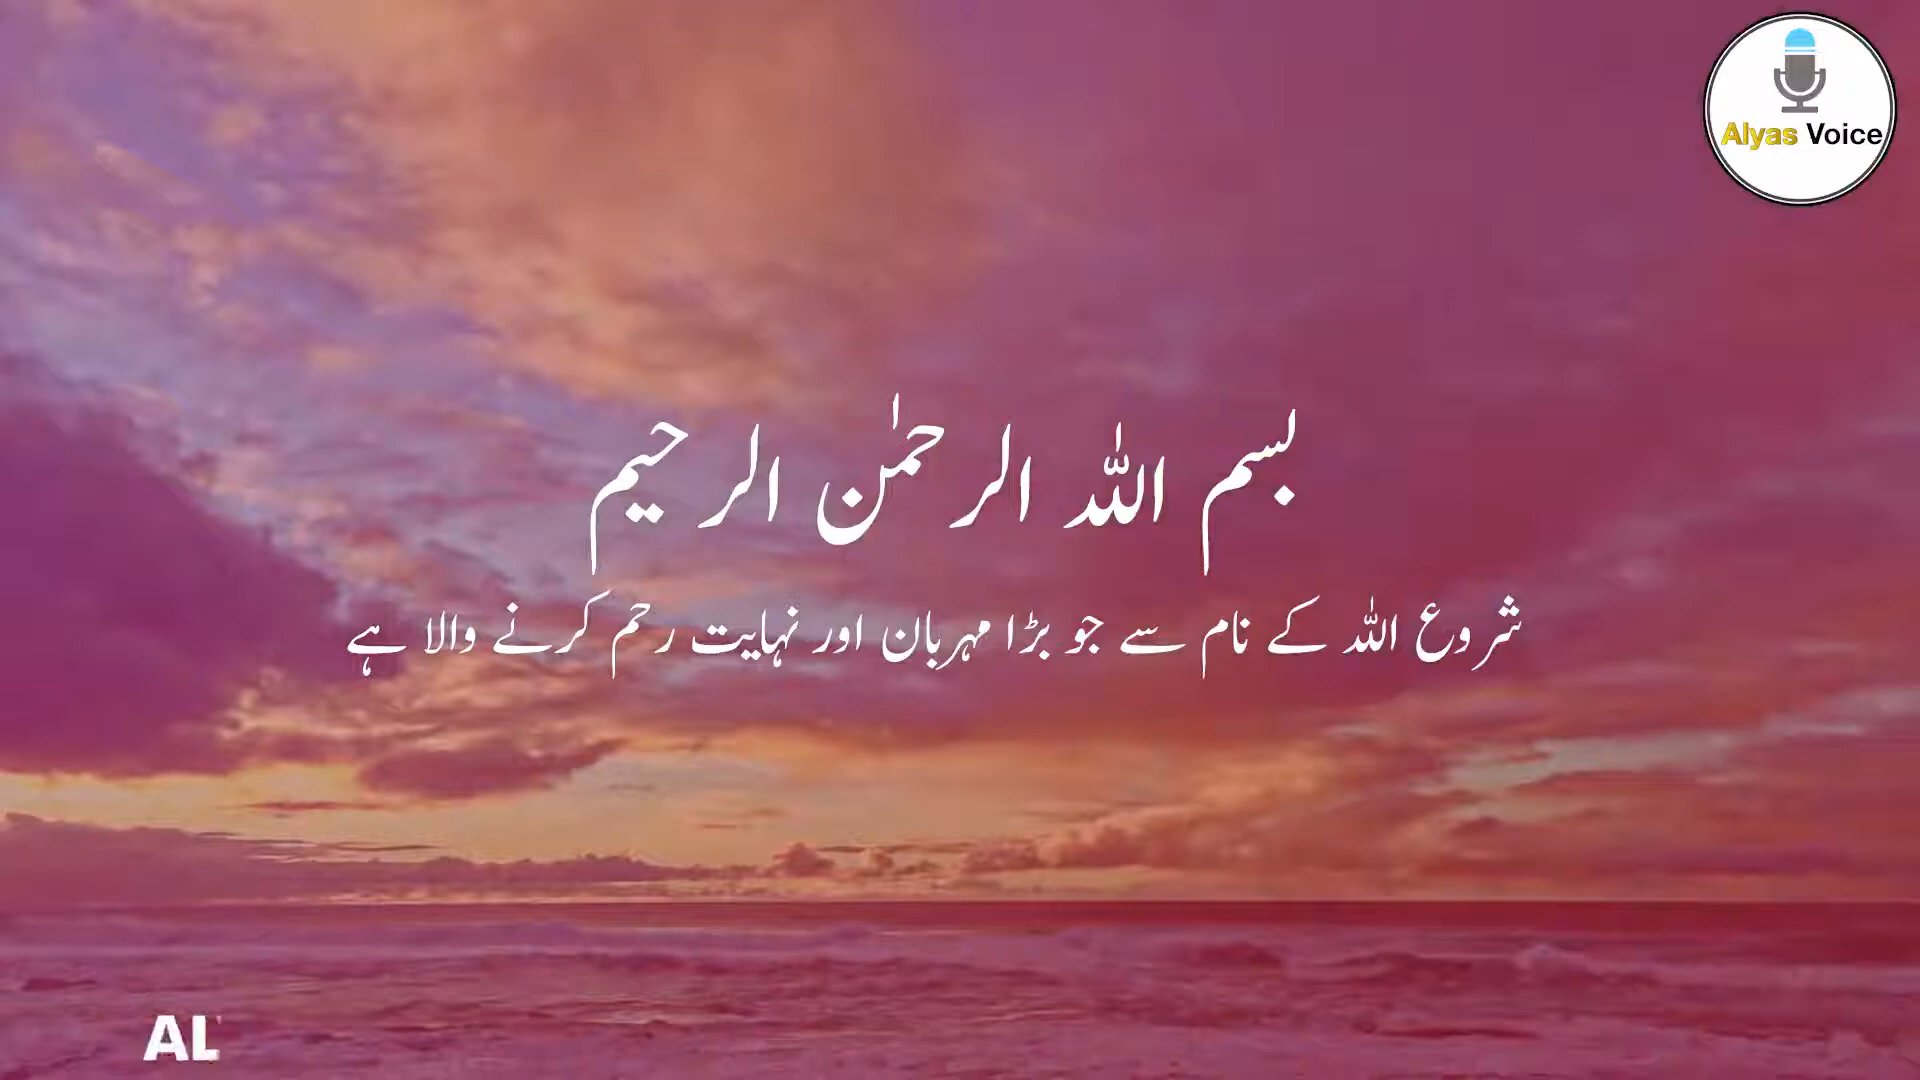 Alyas Voice
بسم اللہ الرحمٰن الرحیم
شروع اللہ کے نام سے جو بڑا مہربان اور نہایت رحم کرنے والا ہے
AL